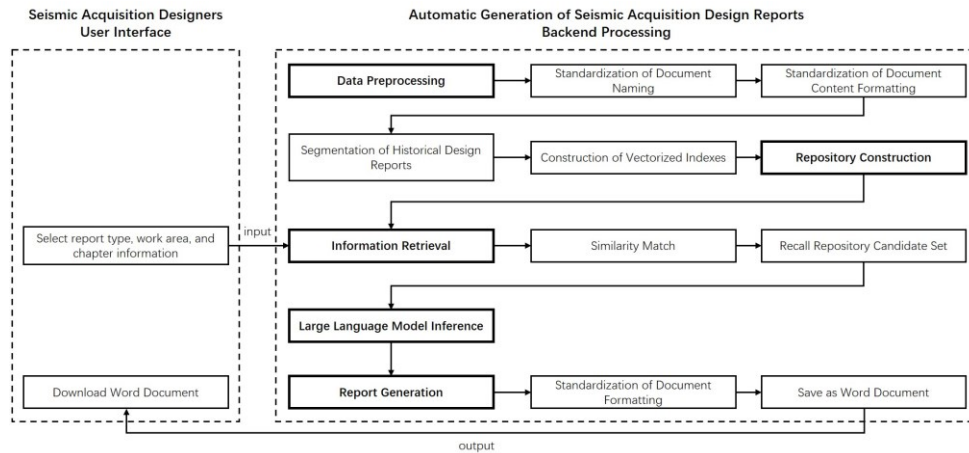 Seismic Acquisition Designers
User Interface
Automatic Generation of Seismic Acquisition Design Reports
Backend Processing
Data Preprocessing
Standardization of Document
Naming
Standardization of Document
Content Formatting
Segmentation of Historical Design
Reports
Construction of Vectorized Indexes
Repository Construction
Select report type, work area, and
chapter information
input
Information Retrieval
Similarity Match
Recall Repository Candidate Set
Large Language Model Inference
Download Word Document
Report Generation
Standardization of Document
Formatting
Save as Word Document
output